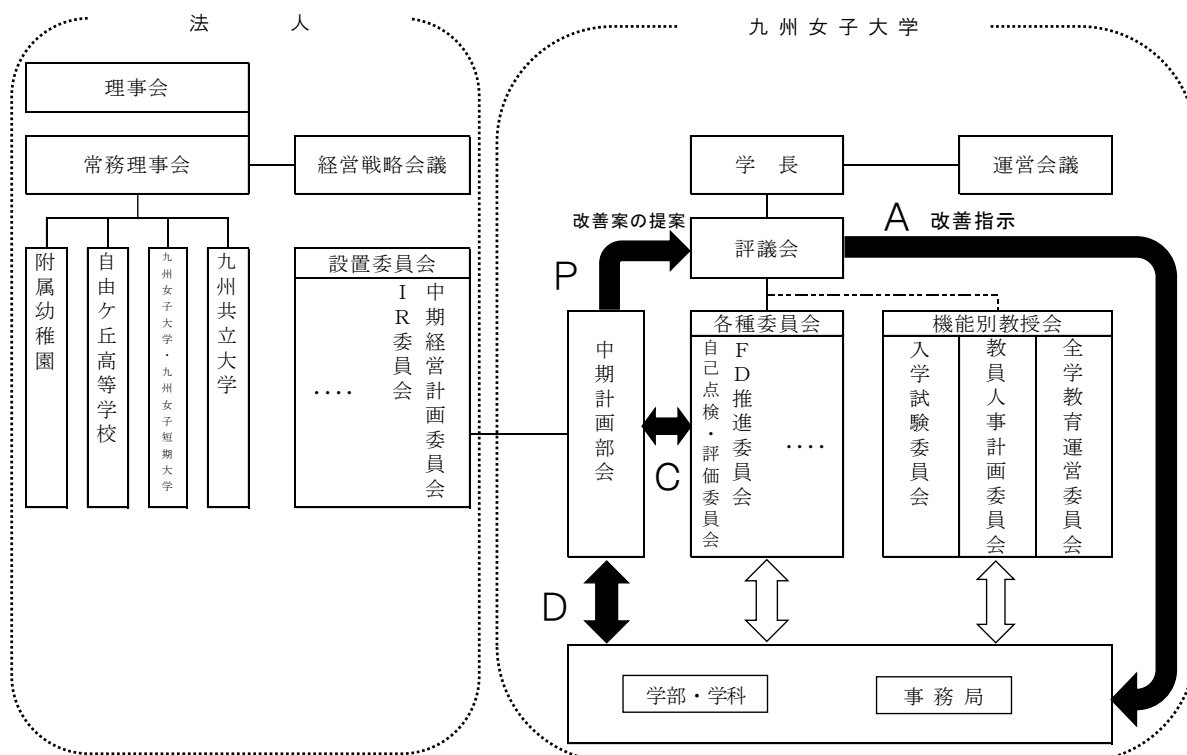 法人
理事会
常務理事会
経営戦略会議
附属幼稚園
自由ケ丘高等学校
九州女子大学・九州女子短期大学
九州共立大学
設置委員会
中期経営計画委員会
IR委員会
‥‥
九州女子大学
学長
運営会議
改善案の提案
評議会
A 改善指示
P
中期計画部会
各種委員会
自己点検・評価委員会
FD推進委員会
‥‥
機能別教授会
入学試験委員会
教員人事計画委員会
全学教育運営委員会
C
D
学部・学科
事務局